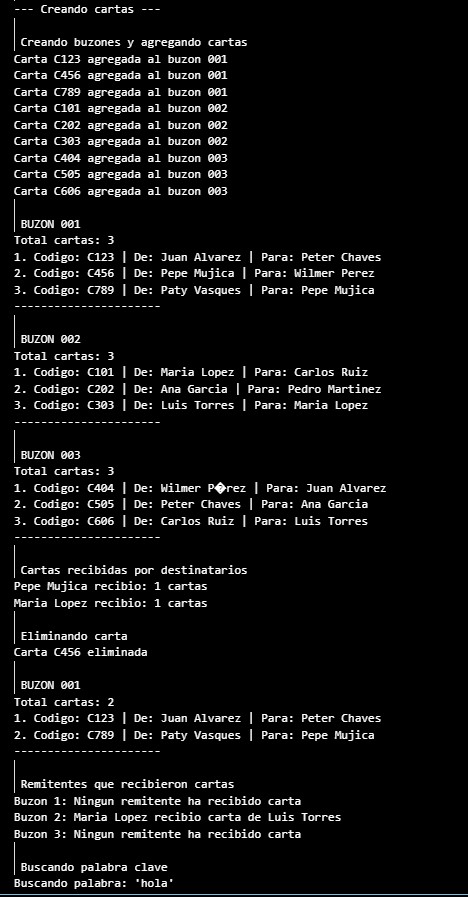 --- Creando cartas ---
Creando buzones y agregando cartas
Carta C123 agregada al buzon 001
Carta C456 agregada al buzon 001
Carta C789 agregada al buzon 001
Carta C101 agregada al buzon 002
Carta C202 agregada al buzon 002
Carta C303 agregada al buzon 002
Carta C404 agregada al buzon 003
Carta C505 agregada al buzon 003
Carta C606 agregada al buzon 003
BUZON 001
Total cartas: 3
1. Codigo: C123 | De: Juan Alvarez | Para: Peter Chaves
2. Codigo: C456 | De: Pepe Mujica | Para: Wilmer Perez
3. Codigo: C789 | De: Paty Vasques | Para: Pepe Mujica
----------------------
BUZON 002
Total cartas: 3
1. Codigo: C101 | De: Maria Lopez | Para: Carlos Ruiz
2. Codigo: C202 | De: Ana Garcia | Para: Pedro Martinez
3. Codigo: C303 | De: Luis Torres | Para: Maria Lopez
----------------------
BUZON 003
Total cartas: 3
1. Codigo: C404 | De: Wilmer P�rez | Para: Juan Alvarez
2. Codigo: C505 | De: Peter Chaves | Para: Ana Garcia
3. Codigo: C606 | De: Carlos Ruiz | Para: Luis Torres
----------------------
Cartas recibidas por destinatarios
Pepe Mujica recibio: 1 cartas
Maria Lopez recibio: 1 cartas
Eliminando carta
Carta C456 eliminada
BUZON 001
Total cartas: 2
1. Codigo: C123 | De: Juan Alvarez | Para: Peter Chaves
2. Codigo: C789 | De: Paty Vasques | Para: Pepe Mujica
----------------------
Remitentes que recibieron cartas
Buzon 1: Ningun remitente ha recibido carta
Buzon 2: Maria Lopez recibio carta de Luis Torres
Buzon 3: Ningun remitente ha recibido carta
Buscando palabra clave
Buscando palabra: 'hola'